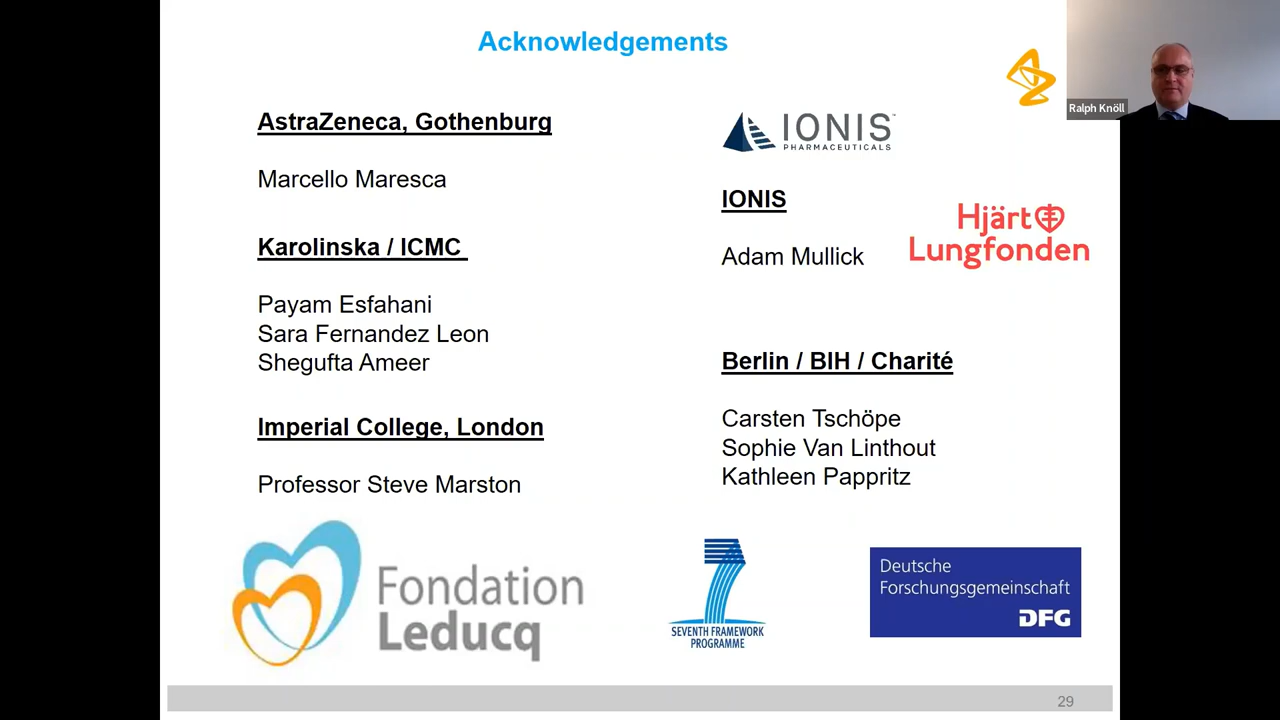 Acknowledgements
Ralph Knöll
AstraZeneca, Gothenburg
Marcello Maresca
Karolinska / ICMC
Payam Esfahani
Sara Fernandez Leon
Shegufta Ameer
Imperial College, London
Professor Steve Marston
IONIS™
PHARMACEUTICALS
IONIS
Adam Mullick
Hjärt
Lungfonden
Berlin / BIH / Charité
Carsten Tschöpe
Sophie Van Linthout
Kathleen Pappritz
Fondation
Leducq
7
SEVENTH FRAMEWORK
PROGRAMME
Deutsche
Forschungsgemeinschaft
DFG
29